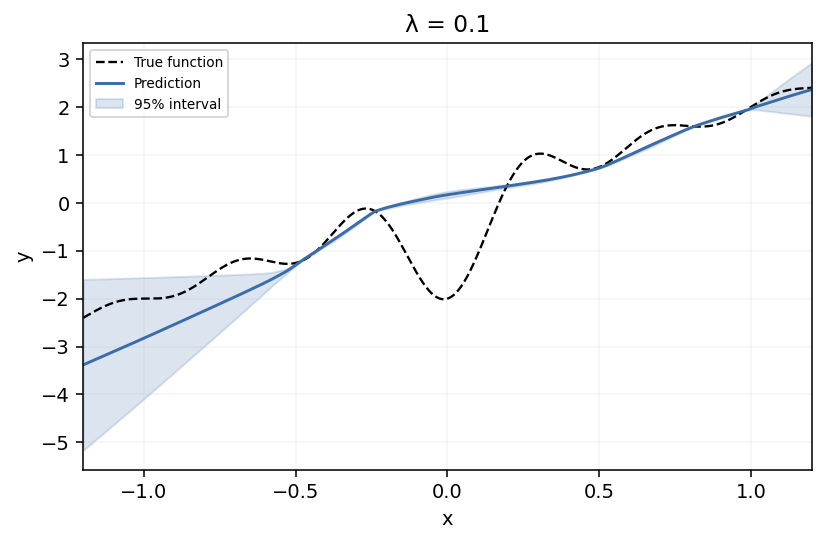 λ = 0.1
True function
Prediction
95% interval
y
3
2
1
0
−1
−2
−3
−4
−5
−1.0 −0.5 0.0 0.5 1.0
x